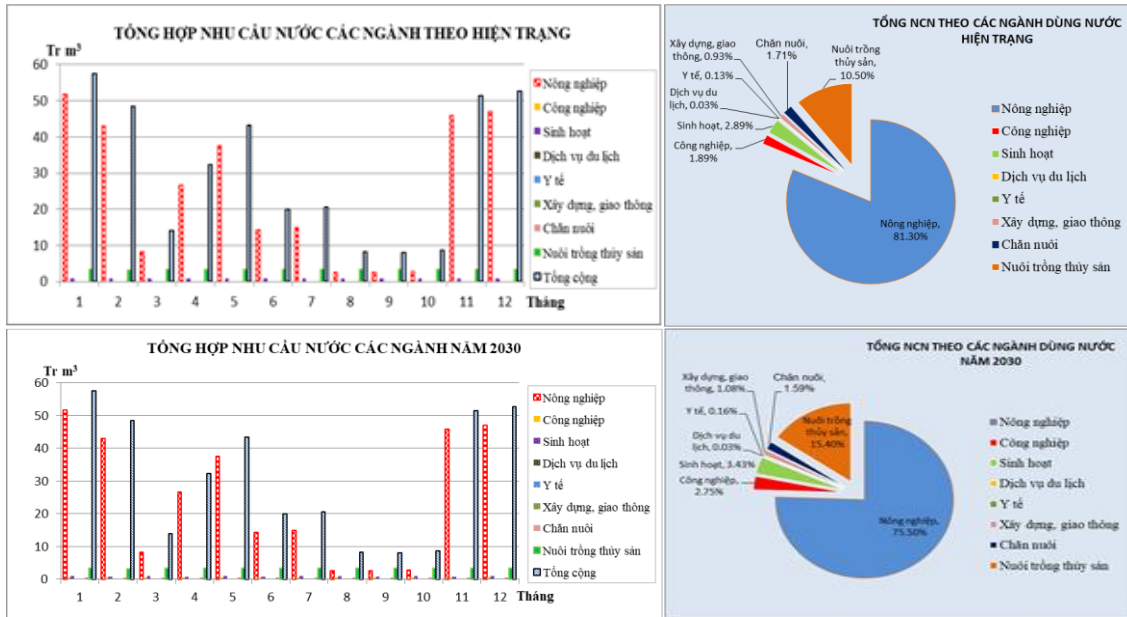 TỔNG HỢP NHU CẦU NƯỚC CÁC NGÀNH THEO HIỆN TRẠNG
Tr m³
60
50
40
30
20
10
0
1 2 3 4 5 6 7 8 9 10 11 12 Tháng
Nông nghiệp
Công nghiệp
Sinh hoạt
Dịch vụ du lịch
Y tế
Xây dựng, giao thông
Chăn nuôi
Nuôi trồng thủy sản
Tổng cộng
TỔNG NCN THEO CÁC NGÀNH DÙNG NƯỚC
HIỆN TRẠNG
Xây dựng, giao
thông, 0.93%
Chăn nuôi,
1.71%
Nuôi trồng
thủy sản,
10.50%
Y tế, 0.13%
Dịch vụ du
lịch, 0.03%
Sinh hoạt, 2.89%
Công nghiệp,
1.89%
Nông nghiệp,
81.30%
Nông nghiệp
Công nghiệp
Sinh hoạt
Dịch vụ du lịch
Y tế
Xây dựng, giao thông
Chăn nuôi
Nuôi trồng thủy sản
TỔNG HỢP NHU CẦU NƯỚC CÁC NGÀNH NĂM 2030
Tr m³
60
50
40
30
20
10
0
1 2 3 4 5 6 7 8 9 10 11 12 Tháng
Nông nghiệp
Công nghiệp
Sinh hoạt
Dịch vụ du lịch
Y tế
Xây dựng, giao thông
Chăn nuôi
Nuôi trồng thủy sản
Tổng cộng
TỔNG NCN THEO CÁC NGÀNH DÙNG NƯỚC
NĂM 2030
Xây dựng, giao
thông, 1.08%
Chăn nuôi,
1.59%
Nuôi trồng
thủy sản,
15.40%
Y tế, 0.16%
Dịch vụ du
lịch, 0.03%
Sinh hoạt, 3.43%
Công nghiệp,
2.75%
Nông nghiệp,
75.50%
Nông nghiệp
Công nghiệp
Sinh hoạt
Dịch vụ du lịch
Y tế
Xây dựng, giao thông
Chăn nuôi
Nuôi trồng thủy sản